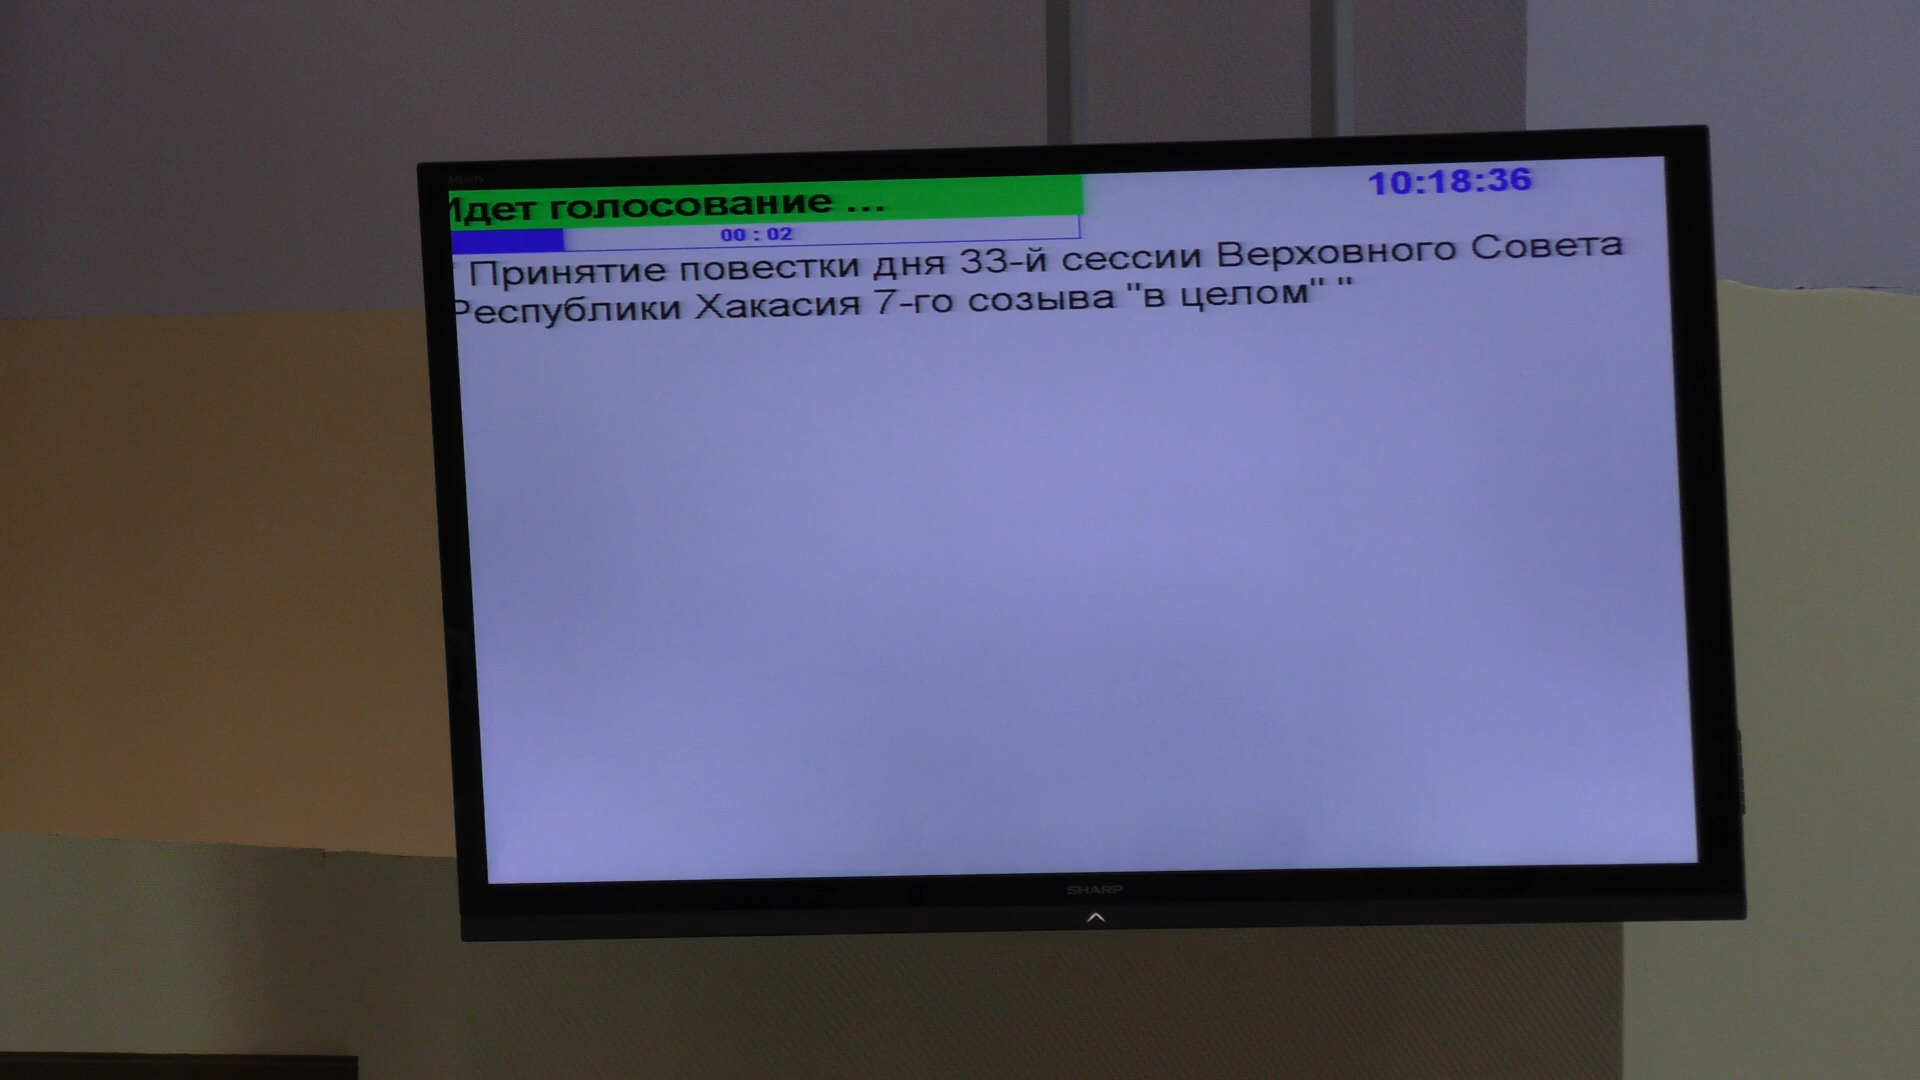 AQUOS
Идет голосование ...
10:18:36
00 : 02
" Принятие повестки дня 33-й сессии Верховного Совета
Республики Хакасия 7-го созыва "в целом" "
SHARP